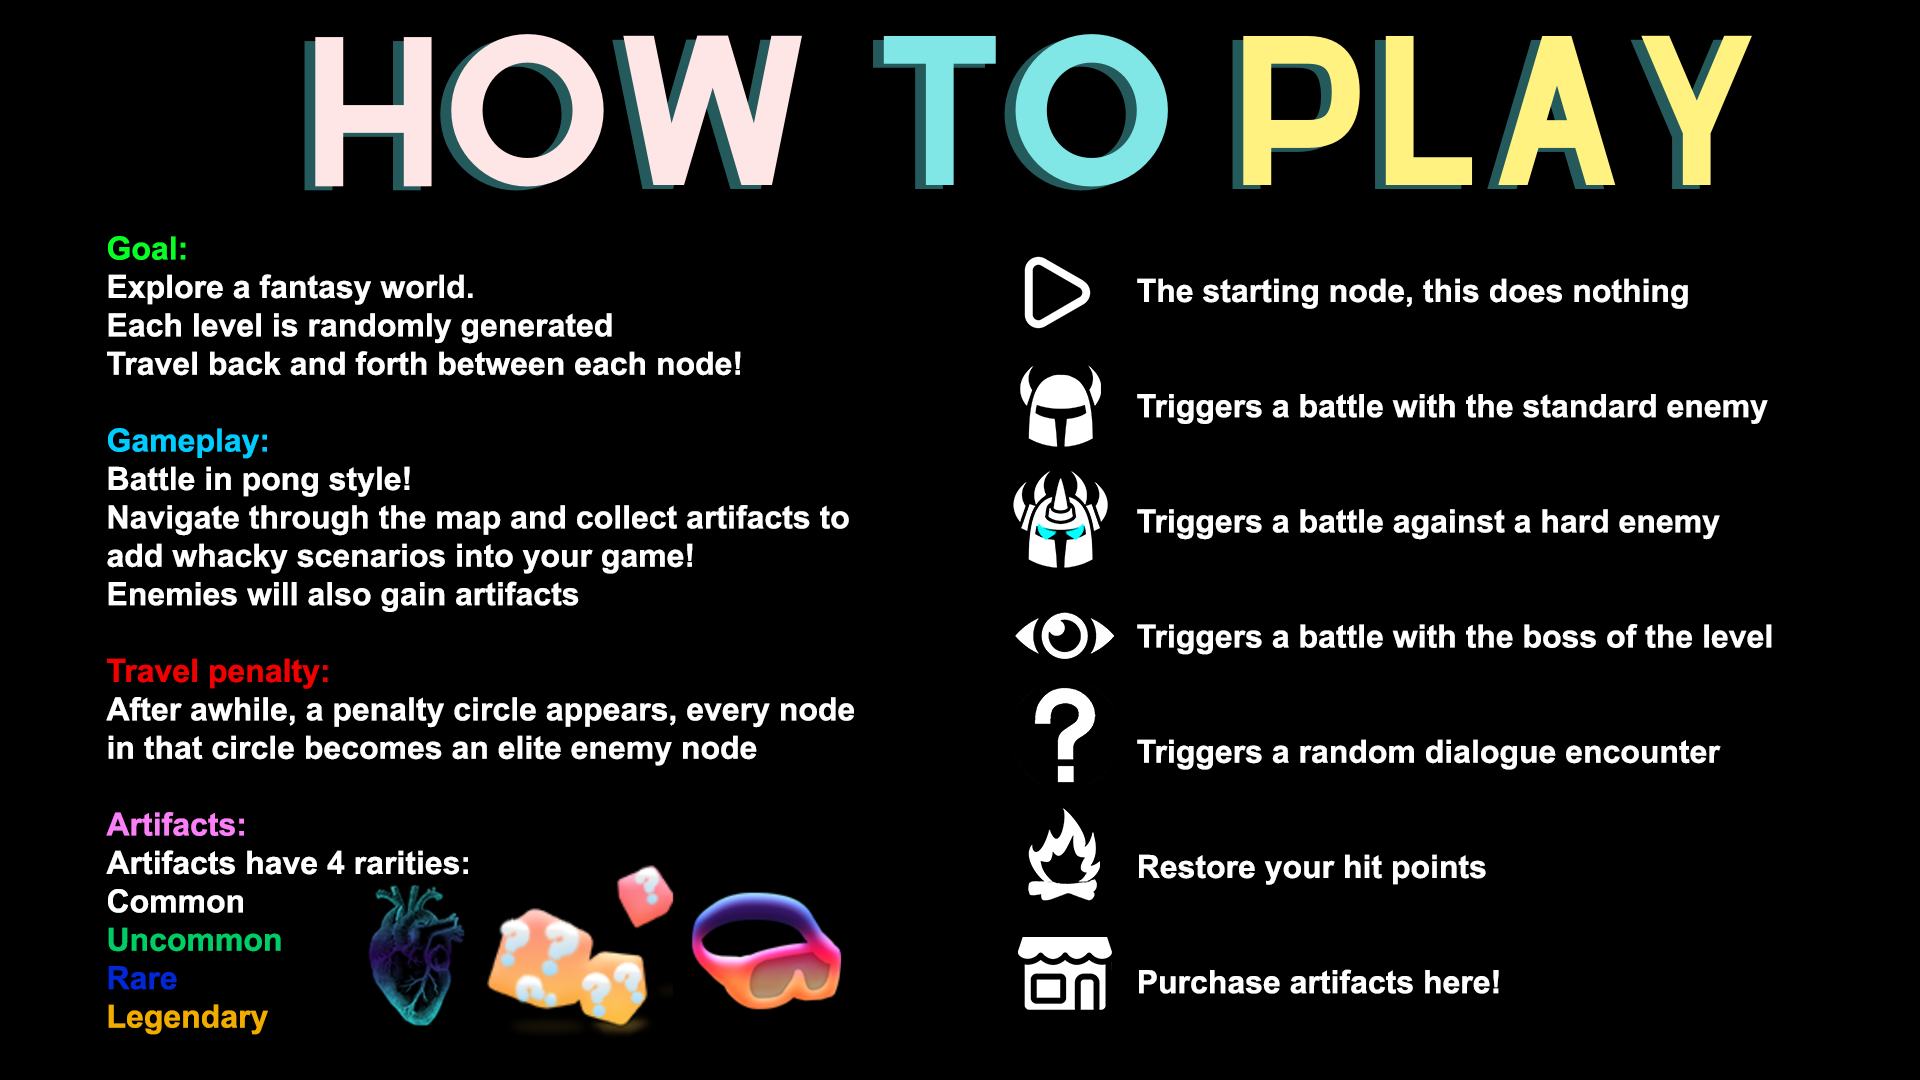 HOW TO PLAY
Goal:
Explore a fantasy world.
Each level is randomly generated
Travel back and forth between each node!
Gameplay:
Battle in pong style!
Navigate through the map and collect artifacts to
add whacky scenarios into your game!
Enemies will also gain artifacts
Travel penalty:
After awhile, a penalty circle appears, every node
in that circle becomes an elite enemy node
Artifacts:
Artifacts have 4 rarities:
Common
Uncommon
Rare
Legendary
The starting node, this does nothing
Triggers a battle with the standard enemy
Triggers a battle against a hard enemy
Triggers a battle with the boss of the level
Triggers a random dialogue encounter
Restore your hit points
Purchase artifacts here!